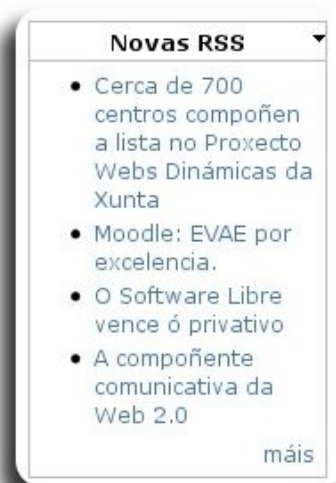 Novas RSS
Cerca de 700
centros compoñen
a lista no Proxecto
Webs Dinámicas da
Xunta
Moodle: EVAE por
excelencia.
O Software Libre
vence ó privativo
A compoñente
comunicativa da
Web 2.0
máis